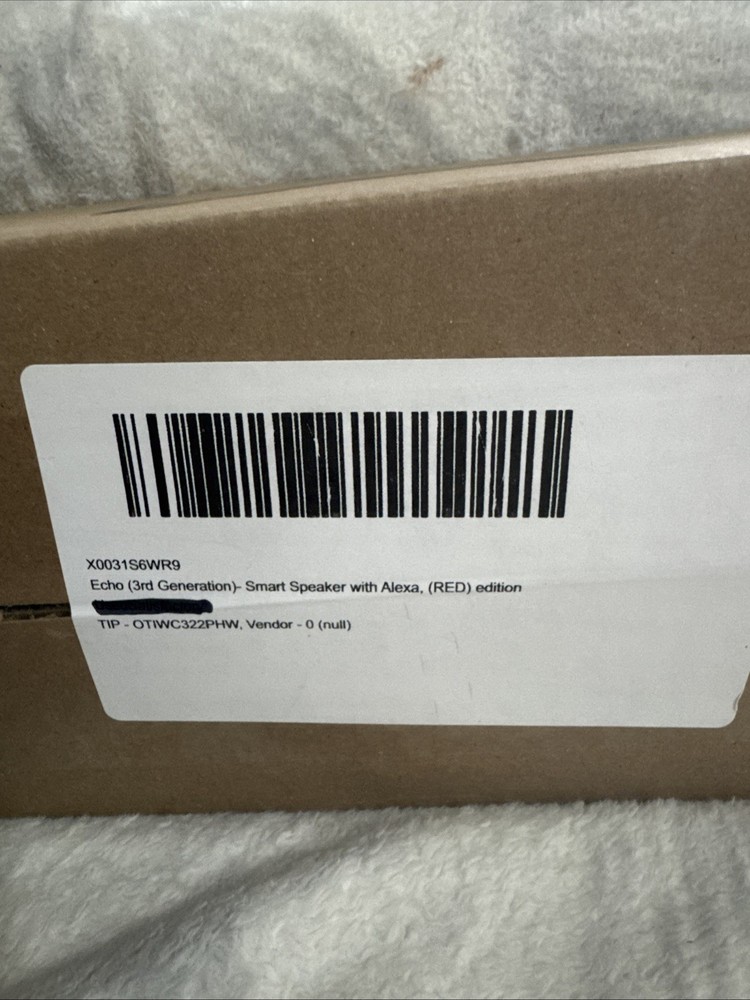 X0031S6WR9
Echo (3rd Generation)- Smart Speaker with Alexa, (RED) edition
TIP - OTIWC322PHW, Vendor - 0 (null)